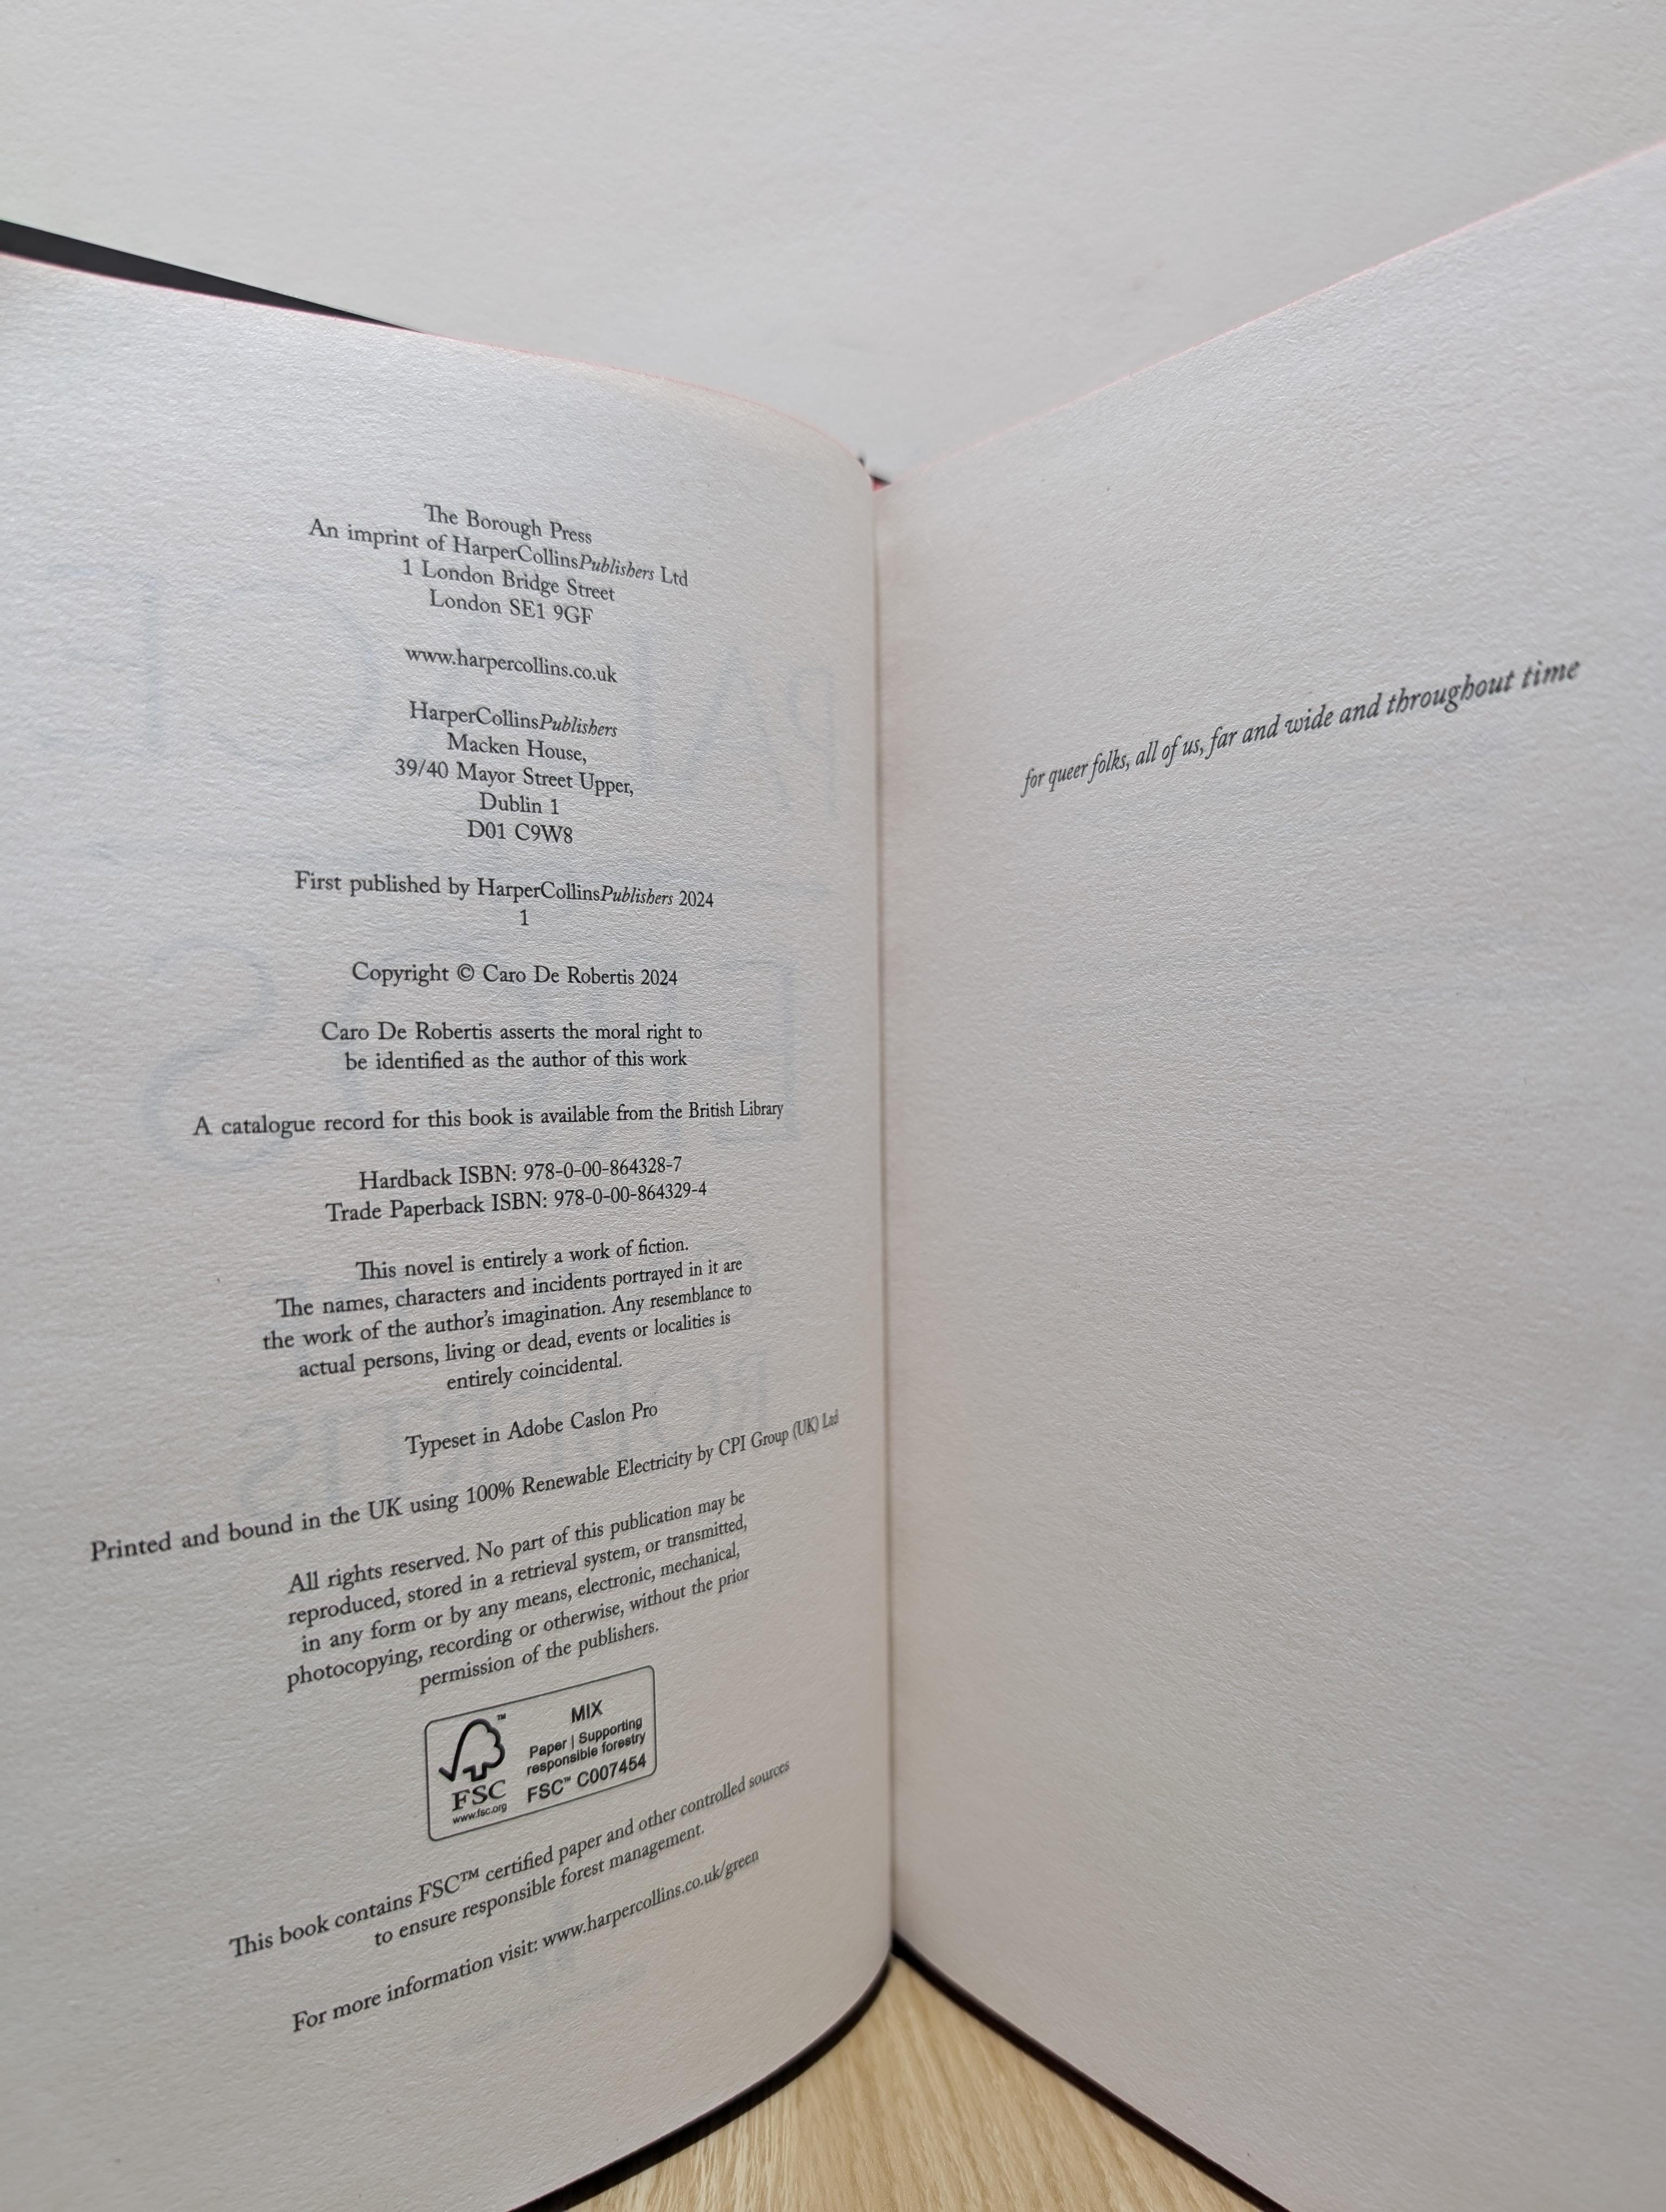 The Borough Press
An imprint of HarperCollinsPublishers Ltd
1 London Bridge Street
London SE1 9GF
www.harpercollins.co.uk
HarperCollinsPublishers
Macken House,
39/40 Mayor Street Upper,
Dublin 1
D01 C9W8
First published by HarperCollinsPublishers 2024
1
Copyright © Caro De Robertis 2024
Caro De Robertis asserts the moral right to
be identified as the author of this work
A catalogue record for this book is available from the British Library
Hardback ISBN: 978-0-00-864328-7
Trade Paperback ISBN: 978-0-00-864329-4
This novel is entirely a work of fiction.
The names, characters and incidents portrayed in it are
the work of the author's imagination. Any resemblance to
actual persons, living or dead, events or localities is
entirely coincidental.
Typeset in Adobe Caslon Pro
Printed and bound in the UK using 100% Renewable Electricity by CPI Group (UK) Ltd
All rights reserved. No part of this publication may be
reproduced, stored in a retrieval system, or transmitted,
in any form or by any means, electronic, mechanical,
photocopying, recording or otherwise, without the prior
permission of the publishers.
FSC
www.fsc.org
MIX
Paper | Supporting
responsible forestry
FSC™ C007454
This book contains FSC™ certified paper and other controlled sources
to ensure responsible forest management.
For more information visit: www.harpercollins.co.uk/green
for queer folks, all of us, far and wide and throughout time